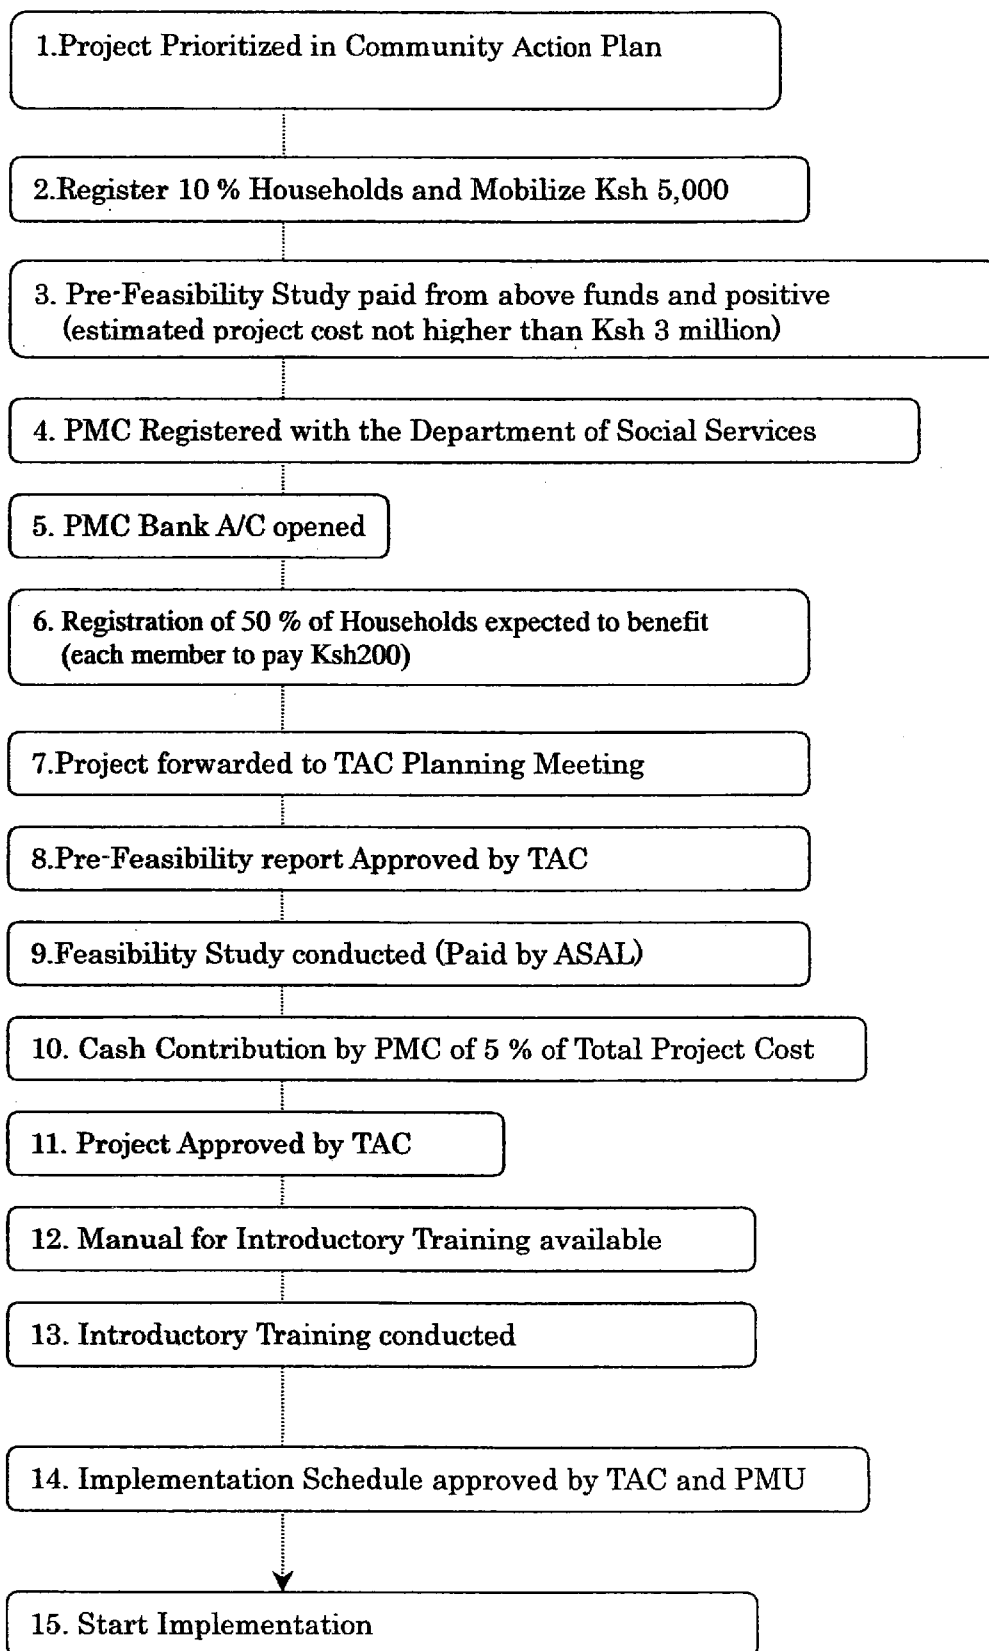 1.Project Prioritized in Community Action Plan
2.Register 10 % Households and Mobilize Ksh 5,000
3. Pre-Feasibility Study paid from above funds and positive
(estimated project cost not higher than Ksh 3 million)
4. PMC Registered with the Department of Social Services
5. PMC Bank A/C opened
6. Registration of 50 % of Households expected to benefit
(each member to pay Ksh200)
7.Project forwarded to TAC Planning Meeting
8.Pre-Feasibility report Approved by TAC
9.Feasibility Study conducted (Paid by ASAL)
10. Cash Contribution by PMC of 5 % of Total Project Cost
11. Project Approved by TAC
12. Manual for Introductory Training available
13. Introductory Training conducted
14. Implementation Schedule approved by TAC and PMU
15. Start Implementation